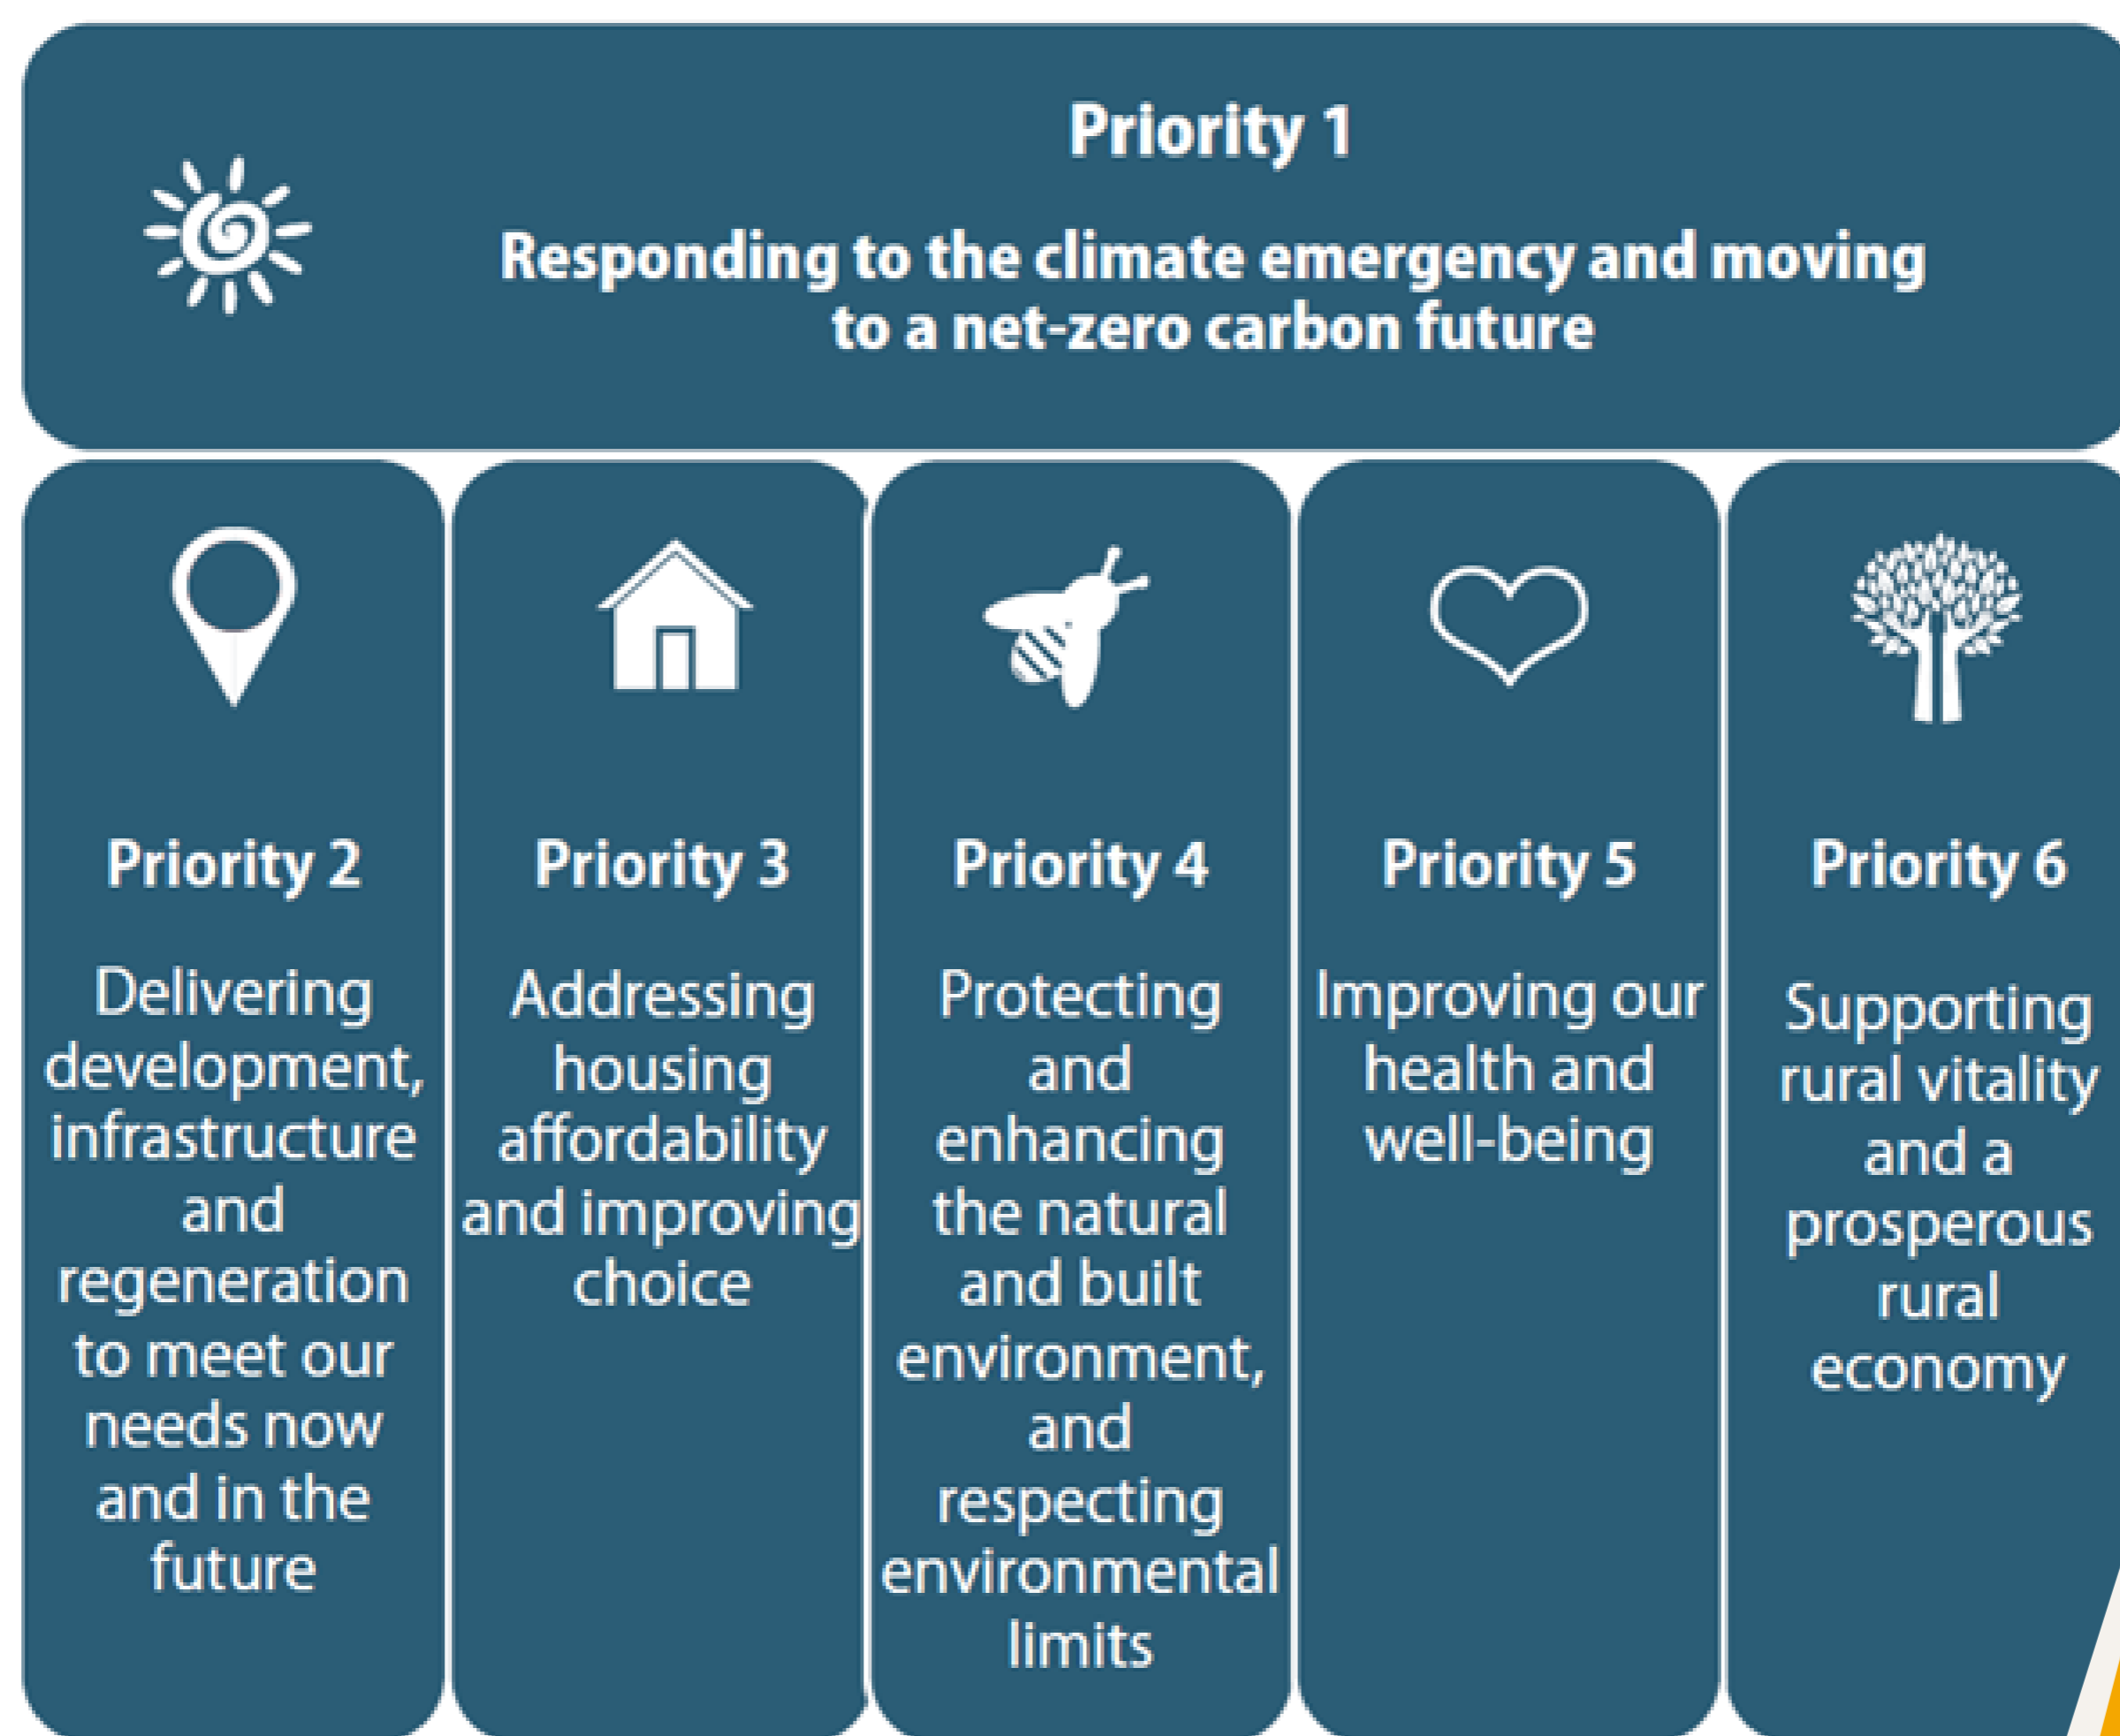 Priority 1
Responding to the climate emergency and moving
to a net-zero carbon future
Priority 2
Delivering
development,
infrastructure
and
regeneration
to meet our
needs now
and in the
future
Priority 3
Addressing
housing
affordability
and improving
choice
Priority 4
Protecting
and
enhancing
the natural
and built
environment,
and
respecting
environmental
limits
Priority 5
Improving our
health and
well-being
Priority 6
Supporting
rural vitality
and a
prosperous
rural
economy